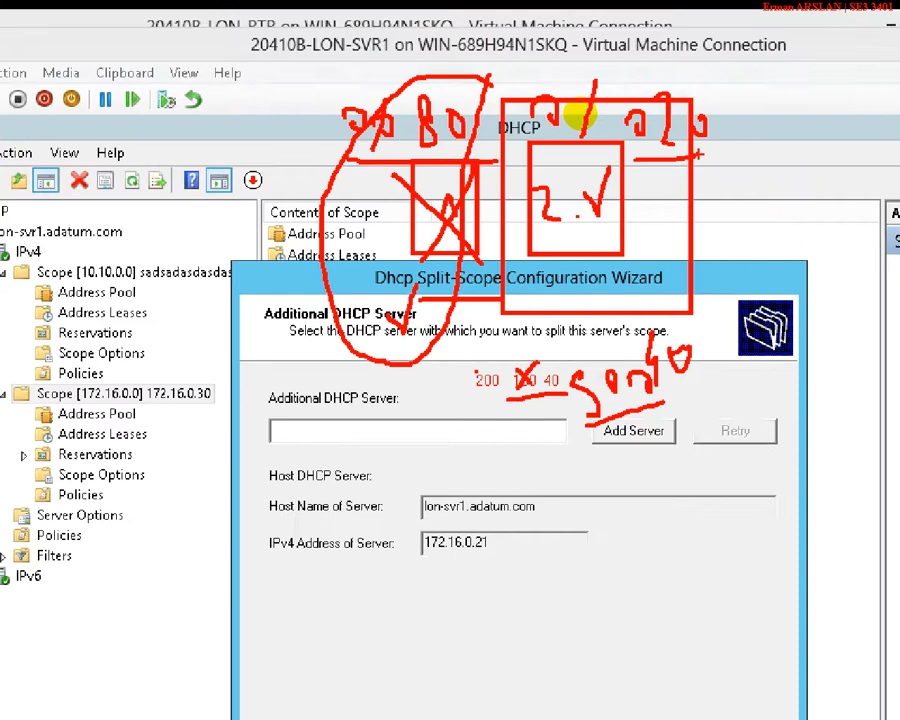 Erman ARSLAN | SE3 3401
20410B-LON-RTR on WIN-689H94N1SKQ - Virtual Machine Connection
20410B-LON-SVR1 on WIN-689H94N1SKQ - Virtual Machine Connection
ction Media Clipboard View Help
DHCP
Action View Help
P
on-svr1.adatum.com
IPv4
Scope [10.10.0.0] sadsadasdasdas
Address Pool
Address Leases
Reservations
Scope Options
Policies
Scope [172.16.0.0] 172.16.0.30
Address Pool
Address Leases
Reservations
Scope Options
Policies
Server Options
Policies
Filters
IPv6
Contents of Scope
Address Pool
Address Leases
80
2. √
A
Dhcp Split-Scope Configuration Wizard
Additional DHCP Server
Select the DHCP server with which you want to split this server's scope.
200 40
Additional DHCP Server:
Add Server
Retry
Host DHCP Server:
Host Name of Server: lon-svr1.adatum.com
IPv4 Address of Server: 172.16.0.21